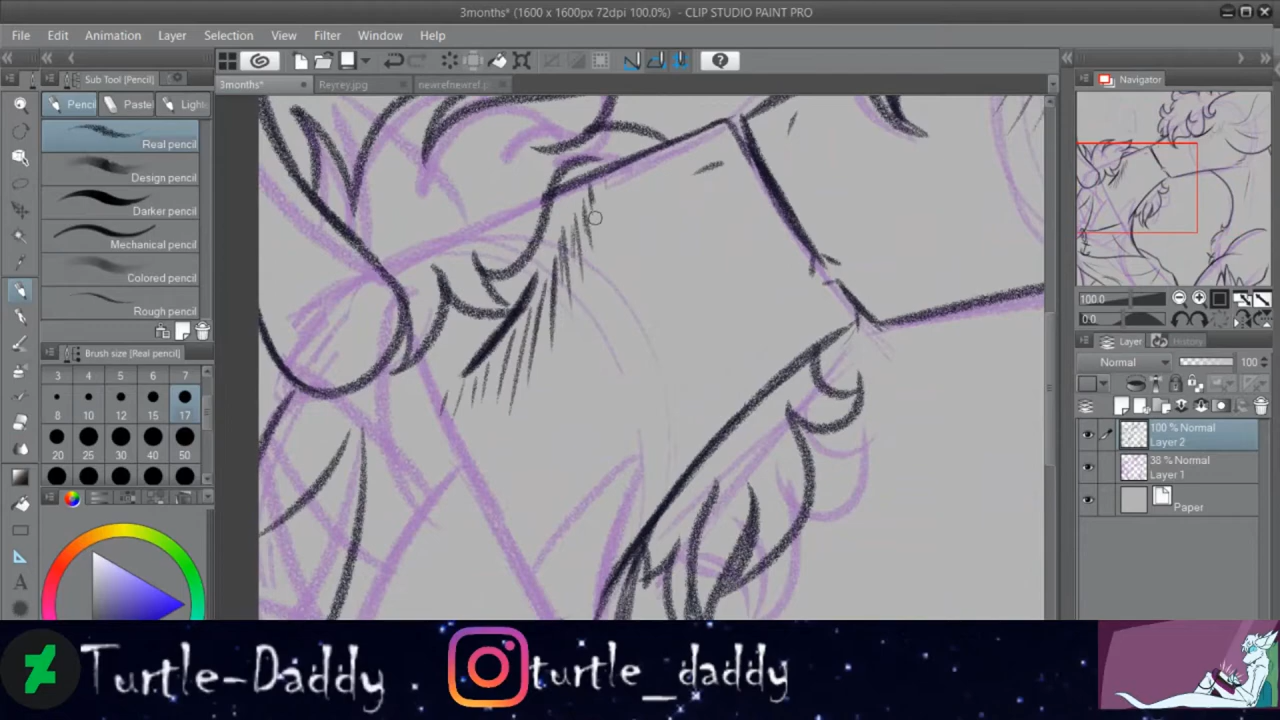 3months* (1600 x 1600px 72dpi 100.0%) - CLIP STUDIO PAINT PRO
File Edit Animation Layer Selection View Filter Window Help
Sub Tool [Pencil]
3months* Reyrey.jpg newrefnewref.p
Navigator
Pencil Pastel Light
Real pencil
Design pencil
Darker pencil
Mechanical pencil
Colored pencil
Rough pencil
Brush size [Real pencil]
3 4 5 6 7
8 10 12 15 17
20 25 30 40 50
100.0
0.0
Layer History
Normal 100
100 % Normal
Layer 2
38 % Normal
Layer 1
Paper
A
Turtle-Daddy . turtle_daddy